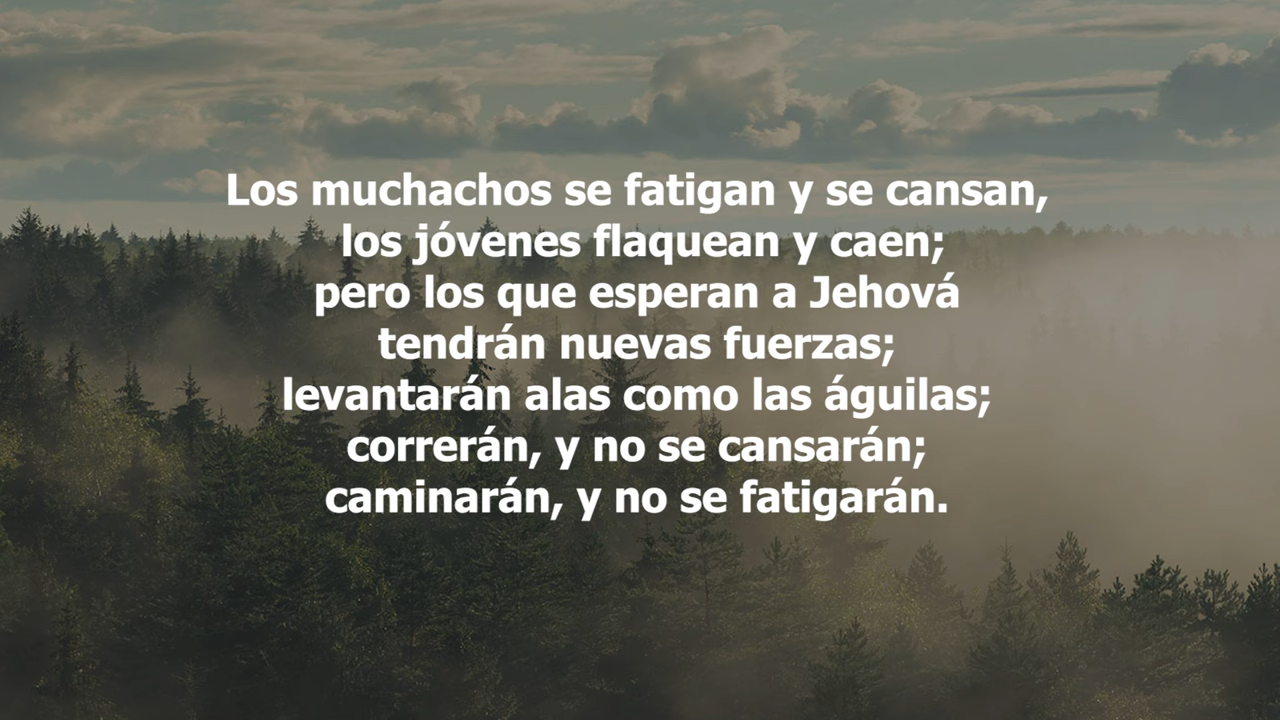 Los muchachos se fatigan y se cansan,
los jóvenes flaquean y caen;
pero los que esperan a Jehová
tendrán nuevas fuerzas;
levantarán alas como las águilas;
correrán, y no se cansarán;
caminarán, y no se fatigarán.